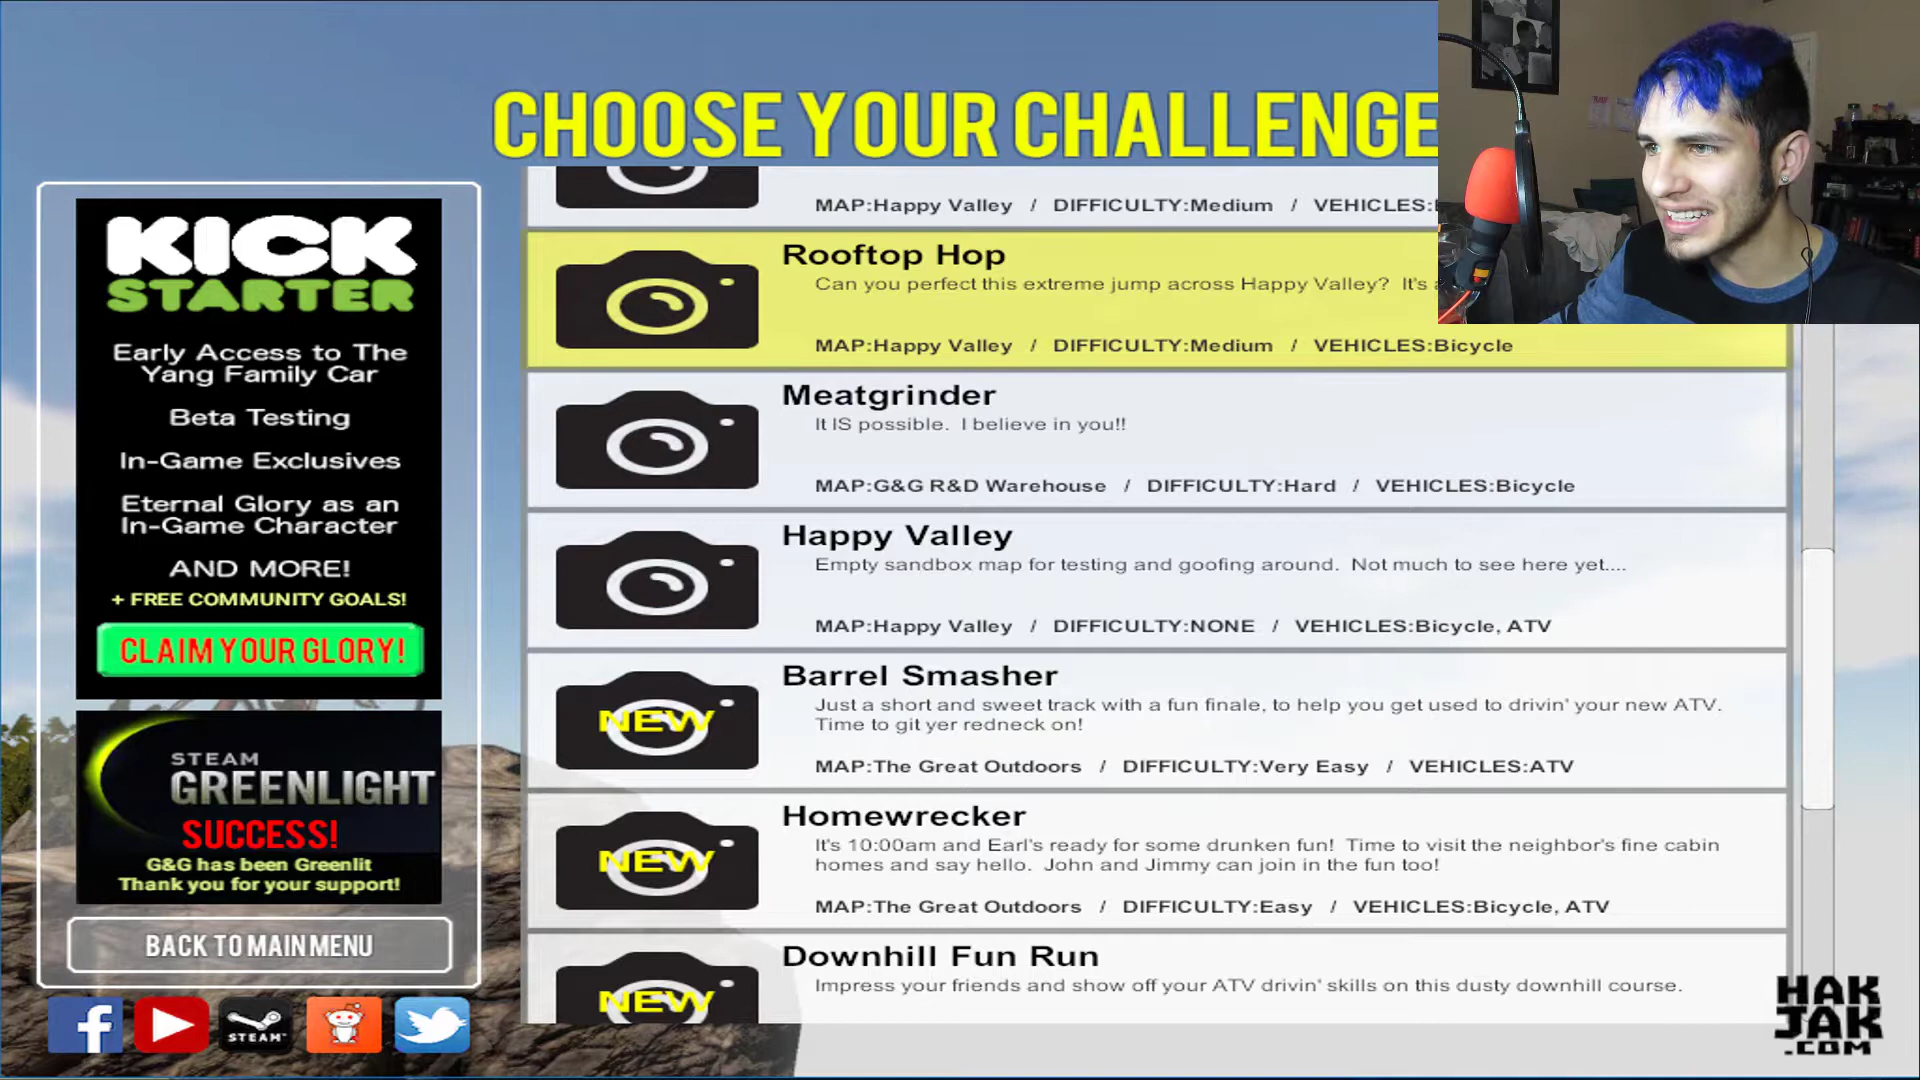 CHOOSE YOUR CHALLENGE
KICK
STARTER
Early Access to The
Yang Family Car
Beta Testing
In-Game Exclusives
Eternal Glory as an
In-Game Character
AND MORE!
+ FREE COMMUNITY GOALS!
CLAIM YOUR GLORY!
STEAM
GREENLIGHT
SUCCESS!
G&G has been Greenlit
Thank you for your support!
BACK TO MAIN MENU
STEAM
MAP:Happy Valley / DIFFICULTY:Medium / VEHICLES:
Rooftop Hop
Can you perfect this extreme jump across Happy Valley? It's
MAP:Happy Valley / DIFFICULTY:Medium / VEHICLES:Bicycle
Meatgrinder
It IS possible. I believe in you!!
MAP:G&G R&D Warehouse / DIFFICULTY:Hard / VEHICLES:Bicycle
Happy Valley
Empty sandbox map for testing and goofing around. Not much to see here yet....
MAP:Happy Valley / DIFFICULTY:NONE / VEHICLES:Bicycle, ATV
NEW
Barrel Smasher
Just a short and sweet track with a fun finale, to help you get used to drivin' your new ATV.
Time to git yer redneck on!
MAP:The Great Outdoors / DIFFICULTY:Very Easy / VEHICLES:ATV
NEW
Homewrecker
It's 10:00am and Earl's ready for some drunken fun! Time to visit the neighbor's fine cabin
homes and say hello. John and Jimmy can join in the fun too!
MAP:The Great Outdoors / DIFFICULTY:Easy / VEHICLES:Bicycle, ATV
NEW
Downhill Fun Run
Impress your friends and show off your ATV drivin' skills on this dusty downhill course.
HAK
JAK
.COM